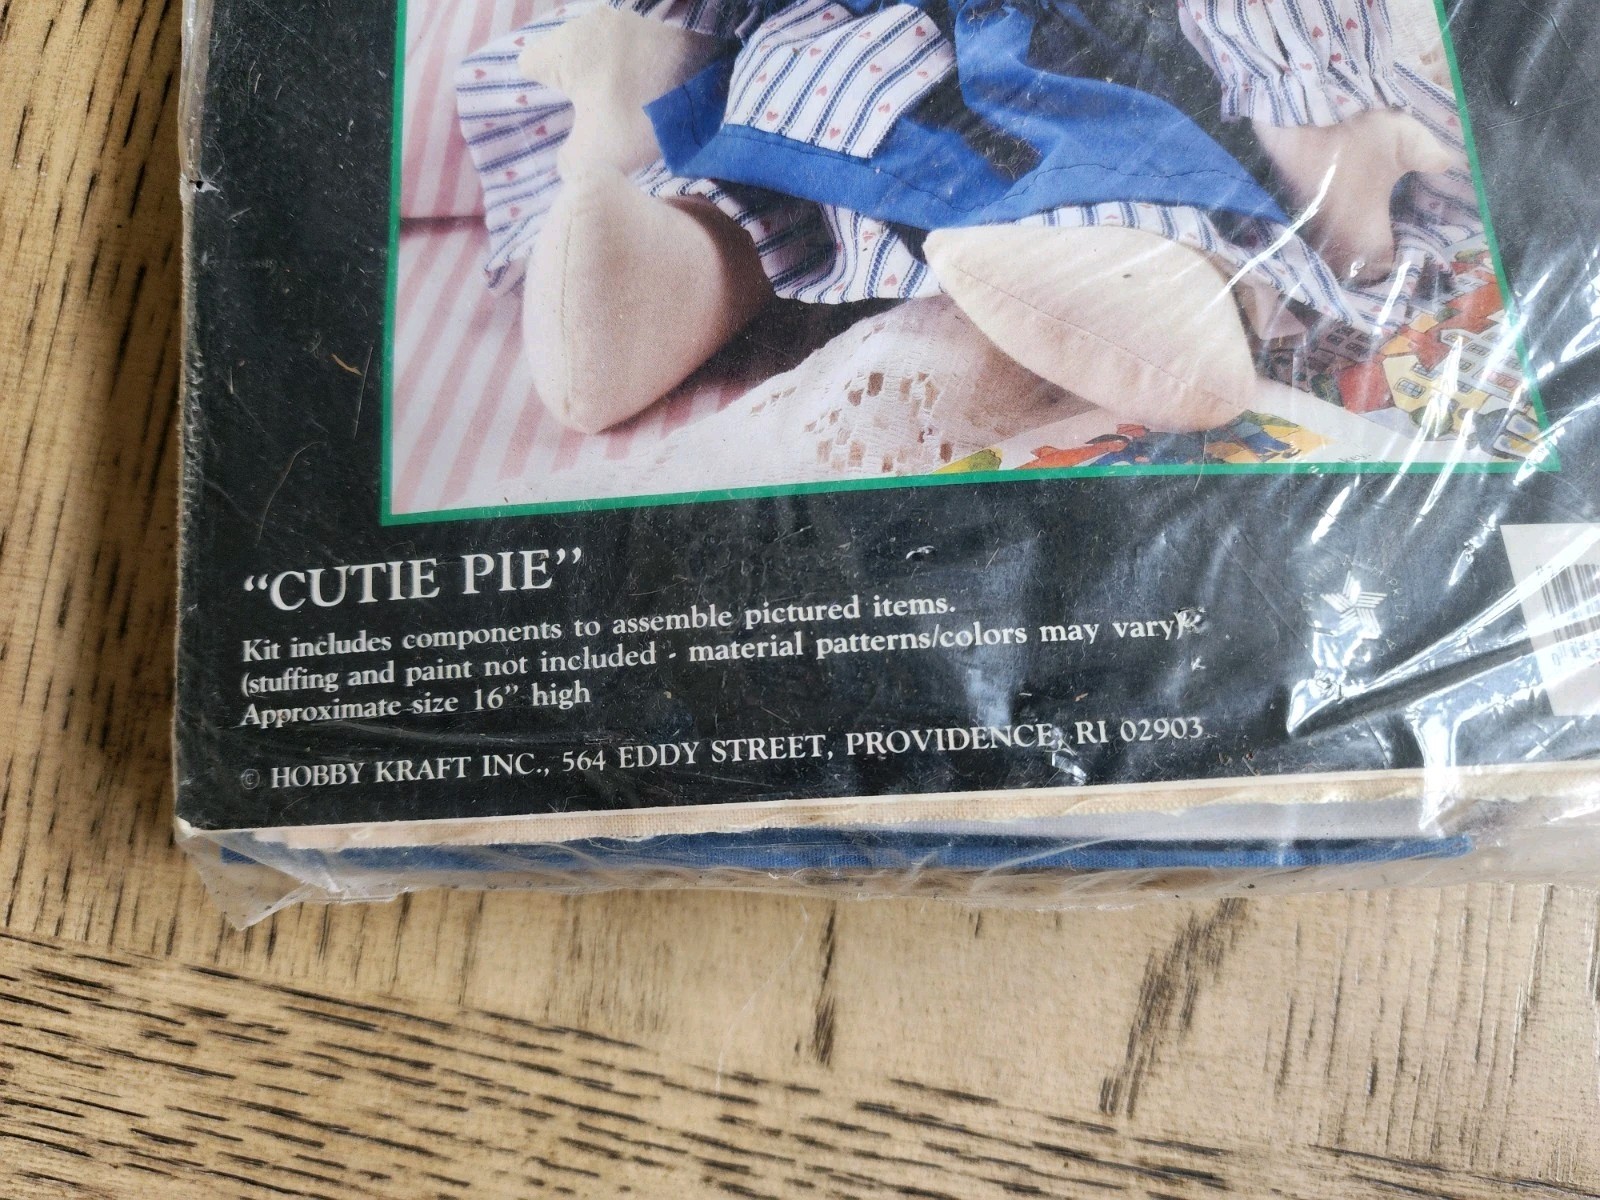 “CUTIE PIE”
Kit includes components to assemble pictured items.
(stuffing and paint not included - material patterns/colors may vary)
Approximate size 16” high
© HOBBY KRAFT INC., 564 EDDY STREET, PROVIDENCE, RI 02903